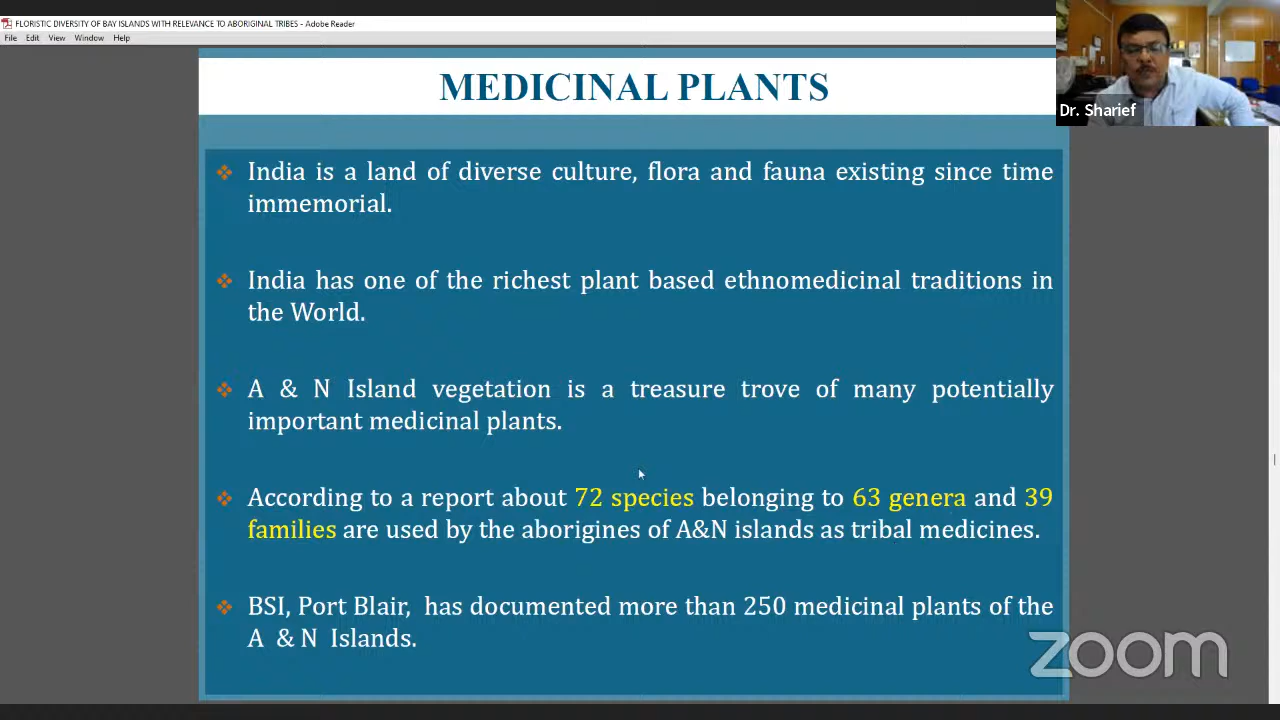 FLORISTIC DIVERSITY OF BAY ISLANDS WITH RELEVANCE TO ABORIGINAL TRIBES - Adobe Reader
File Edit View Window Help
MEDICINAL PLANTS
Dr. Sharief
India is a land of diverse culture, flora and fauna existing since time
immemorial.
India has one of the richest plant based ethnomedicinal traditions in
the World.
A & N Island vegetation is a treasure trove of many potentially
important medicinal plants.
According to a report about 72 species belonging to 63 genera and 39
families are used by the aborigines of A&N islands as tribal medicines.
BSI, Port Blair, has documented more than 250 medicinal plants of the
A & N Islands.
zoom